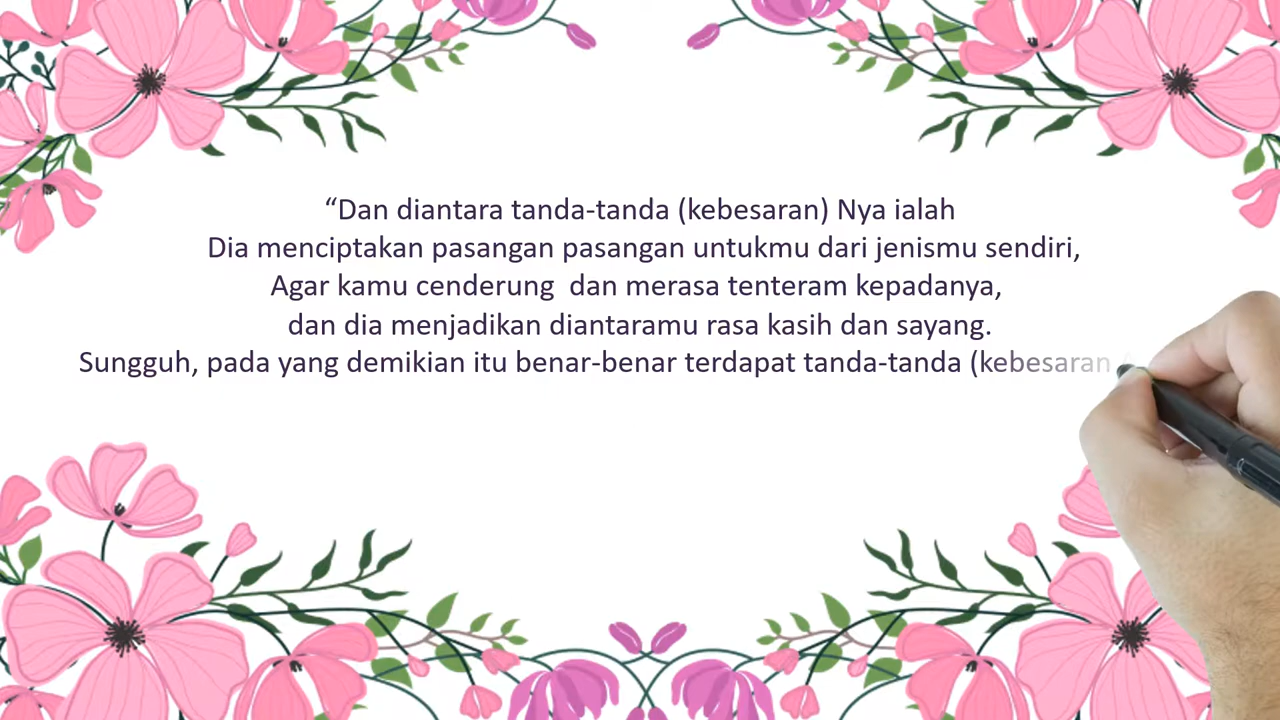 “Dan diantara tanda-tanda (kebesaran) Nya ialah
Dia menciptakan pasangan pasangan untukmu dari jenismu sendiri,
Agar kamu cenderung  dan merasa tenteram kepadanya,
dan dia menjadikan diantaramu rasa kasih dan sayang.
Sungguh, pada yang demikian itu benar-benar terdapat tanda-tanda (kebesaran